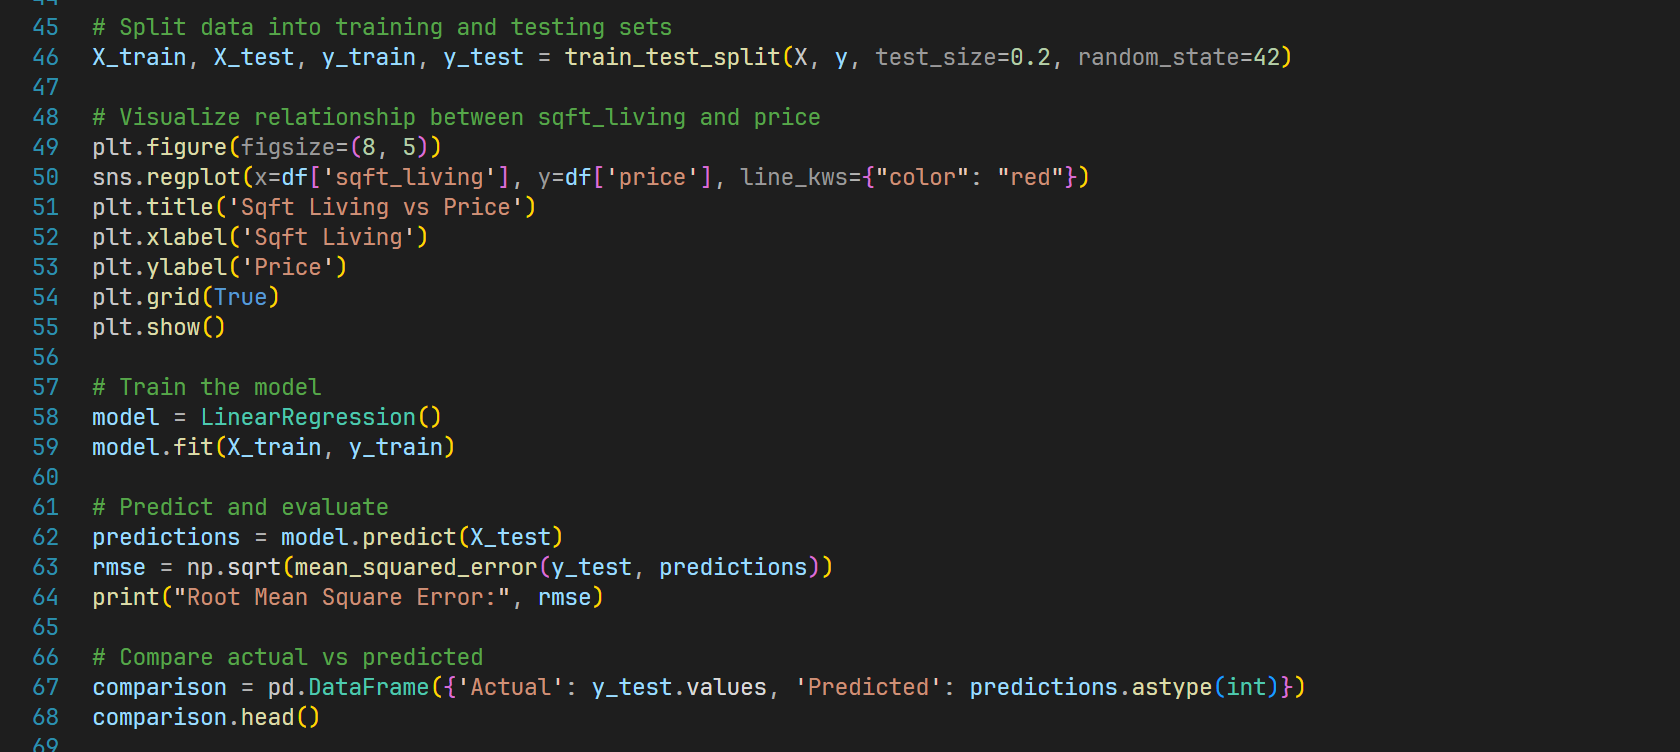 45 # Split data into training and testing sets
46 X_train, X_test, y_train, y_test = train_test_split(X, y, test_size=0.2, random_state=42)
47
48 # Visualize relationship between sqft_living and price
49 plt.figure(figsize=(8, 5))
50 sns.regplot(x=df['sqft_living'], y=df['price'], line_kws={"color": "red"})
51 plt.title('Sqft Living vs Price')
52 plt.xlabel('Sqft Living')
53 plt.ylabel('Price')
54 plt.grid(True)
55 plt.show()
56
57 # Train the model
58 model = LinearRegression()
59 model.fit(X_train, y_train)
60
61 # Predict and evaluate
62 predictions = model.predict(X_test)
63 rmse = np.sqrt(mean_squared_error(y_test, predictions))
64 print("Root Mean Square Error:", rmse)
65
66 # Compare actual vs predicted
67 comparison = pd.DataFrame({'Actual': y_test.values, 'Predicted': predictions.astype(int)})
68 comparison.head()
69